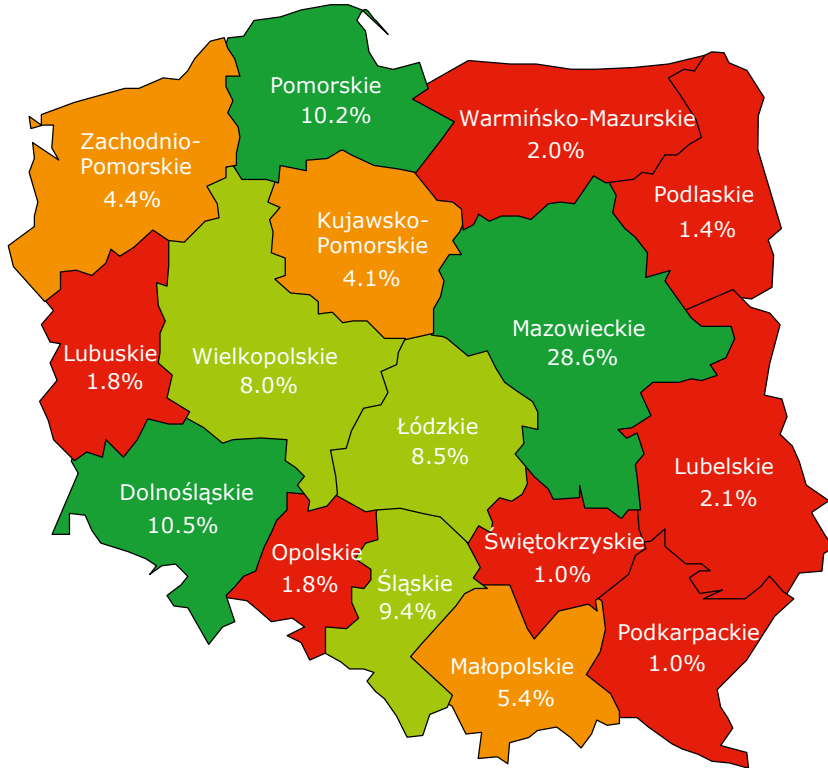 Pomorskie
10.2%
Warmińsko-Mazurskie
2.0%
Zachodnio-
Pomorskie
4.4%
Podlaskie
1.4%
Kujawsko-
Pomorskie
4.1%
Mazowieckie
28.6%
Lubuskie
1.8%
Wielkopolskie
8.0%
Łódzkie
8.5%
Lubelskie
2.1%
Dolnośląskie
10.5%
Opolskie
1.8%
Śląskie
9.4%
Świętokrzyskie
1.0%
Podkarpackie
1.0%
Małopolskie
5.4%